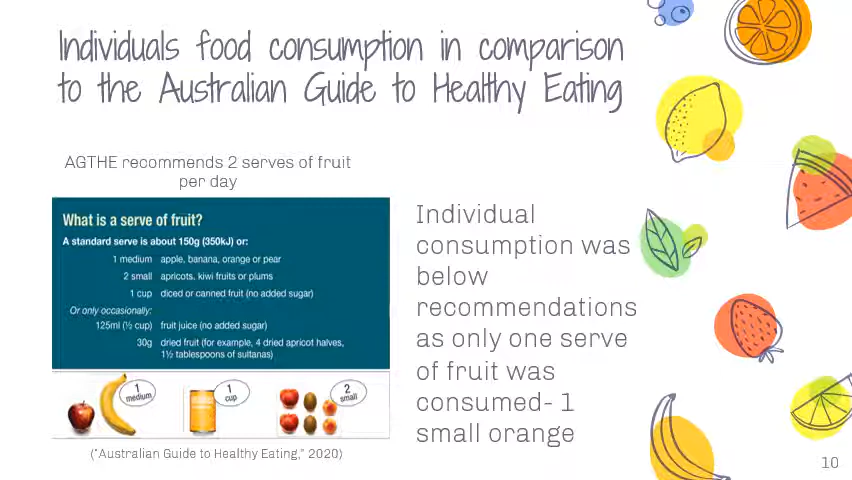 Individuals food consumption in comparison
to the Australian Guide to Healthy Eating
AGTHE recommends 2 serves of fruit
per day
What is a serve of fruit?
A standard serve is about 150g (350kJ) or:
1 medium apple, banana, orange or pear
2 small apricots, kiwi fruits or plums
1 cup diced or canned fruit (no added sugar)
Or only occasionally:
125ml (½ cup) fruit juice (no added sugar)
30g dried fruit (for example, 4 dried apricot halves,
1½ tablespoons of sultanas)
1
medium
1
cup
2
small
("Australian Guide to Healthy Eating," 2020)
Individual
consumption was
below
recommendations
as only one serve
of fruit was
consumed- 1
small orange
10